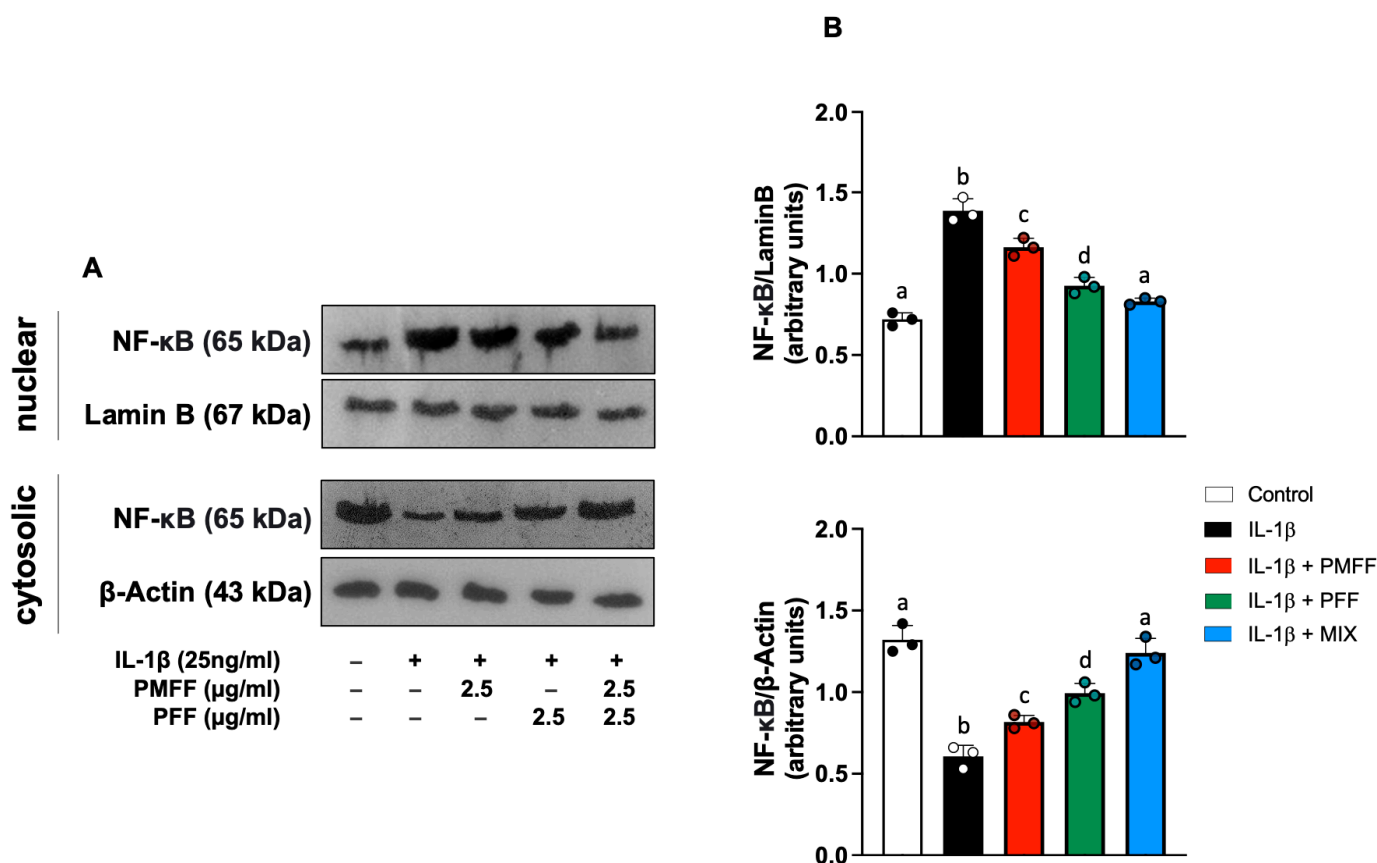 A
nuclear
NF-κB (65 kDa)
Lamin B (67 kDa)
cytosolic
NF-κB (65 kDa)
β-Actin (43 kDa)
IL-1β (25ng/ml) – + + + +
PMFF (μg/ml) – – 2.5 – 2.5
PFF (μg/ml) – – – 2.5 2.5
B
NF-κB/LaminB
(arbitrary units)
2.0
1.5
1.0
0.5
0.0
a b c d a
NF-κB/β-Actin
(arbitrary units)
2.0
1.5
1.0
0.5
0.0
a b c d a
Control
IL-1β
IL-1β + PMFF
IL-1β + PFF
IL-1β + MIX